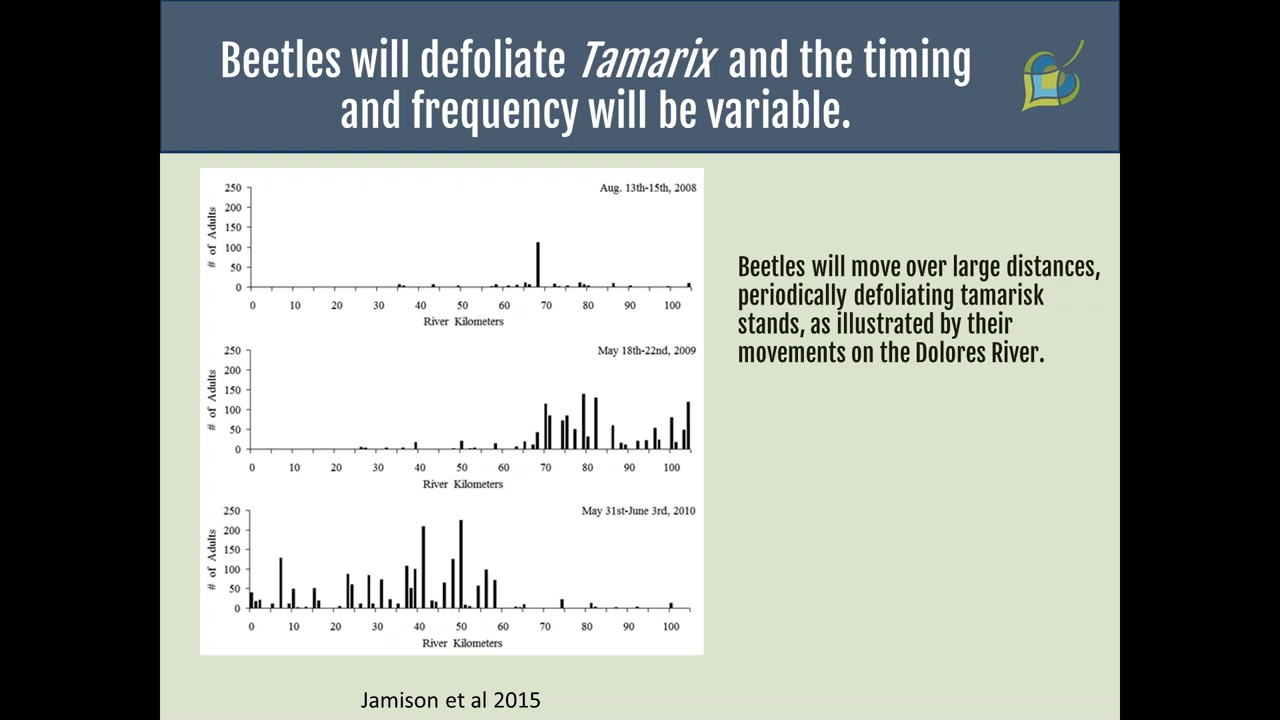 Beetles will defoliate Tamarix and the timing
and frequency will be variable.
Aug. 13th-15th, 2008
# of Adults
250
200
150
100
50
0
0 10 20 30 40 50 60 70 80 90 100
River Kilometers
May 18th-22nd, 2009
# of Adults
250
200
150
100
50
0
0 10 20 30 40 50 60 70 80 90 100
River Kilometers
May 31st-June 3rd, 2010
# of Adults
250
200
150
100
50
0
0 10 20 30 40 50 60 70 80 90 100
River Kilometers
Beetles will move over large distances,
periodically defoliating tamarisk
stands, as illustrated by their
movements on the Dolores River.
Jamison et al 2015